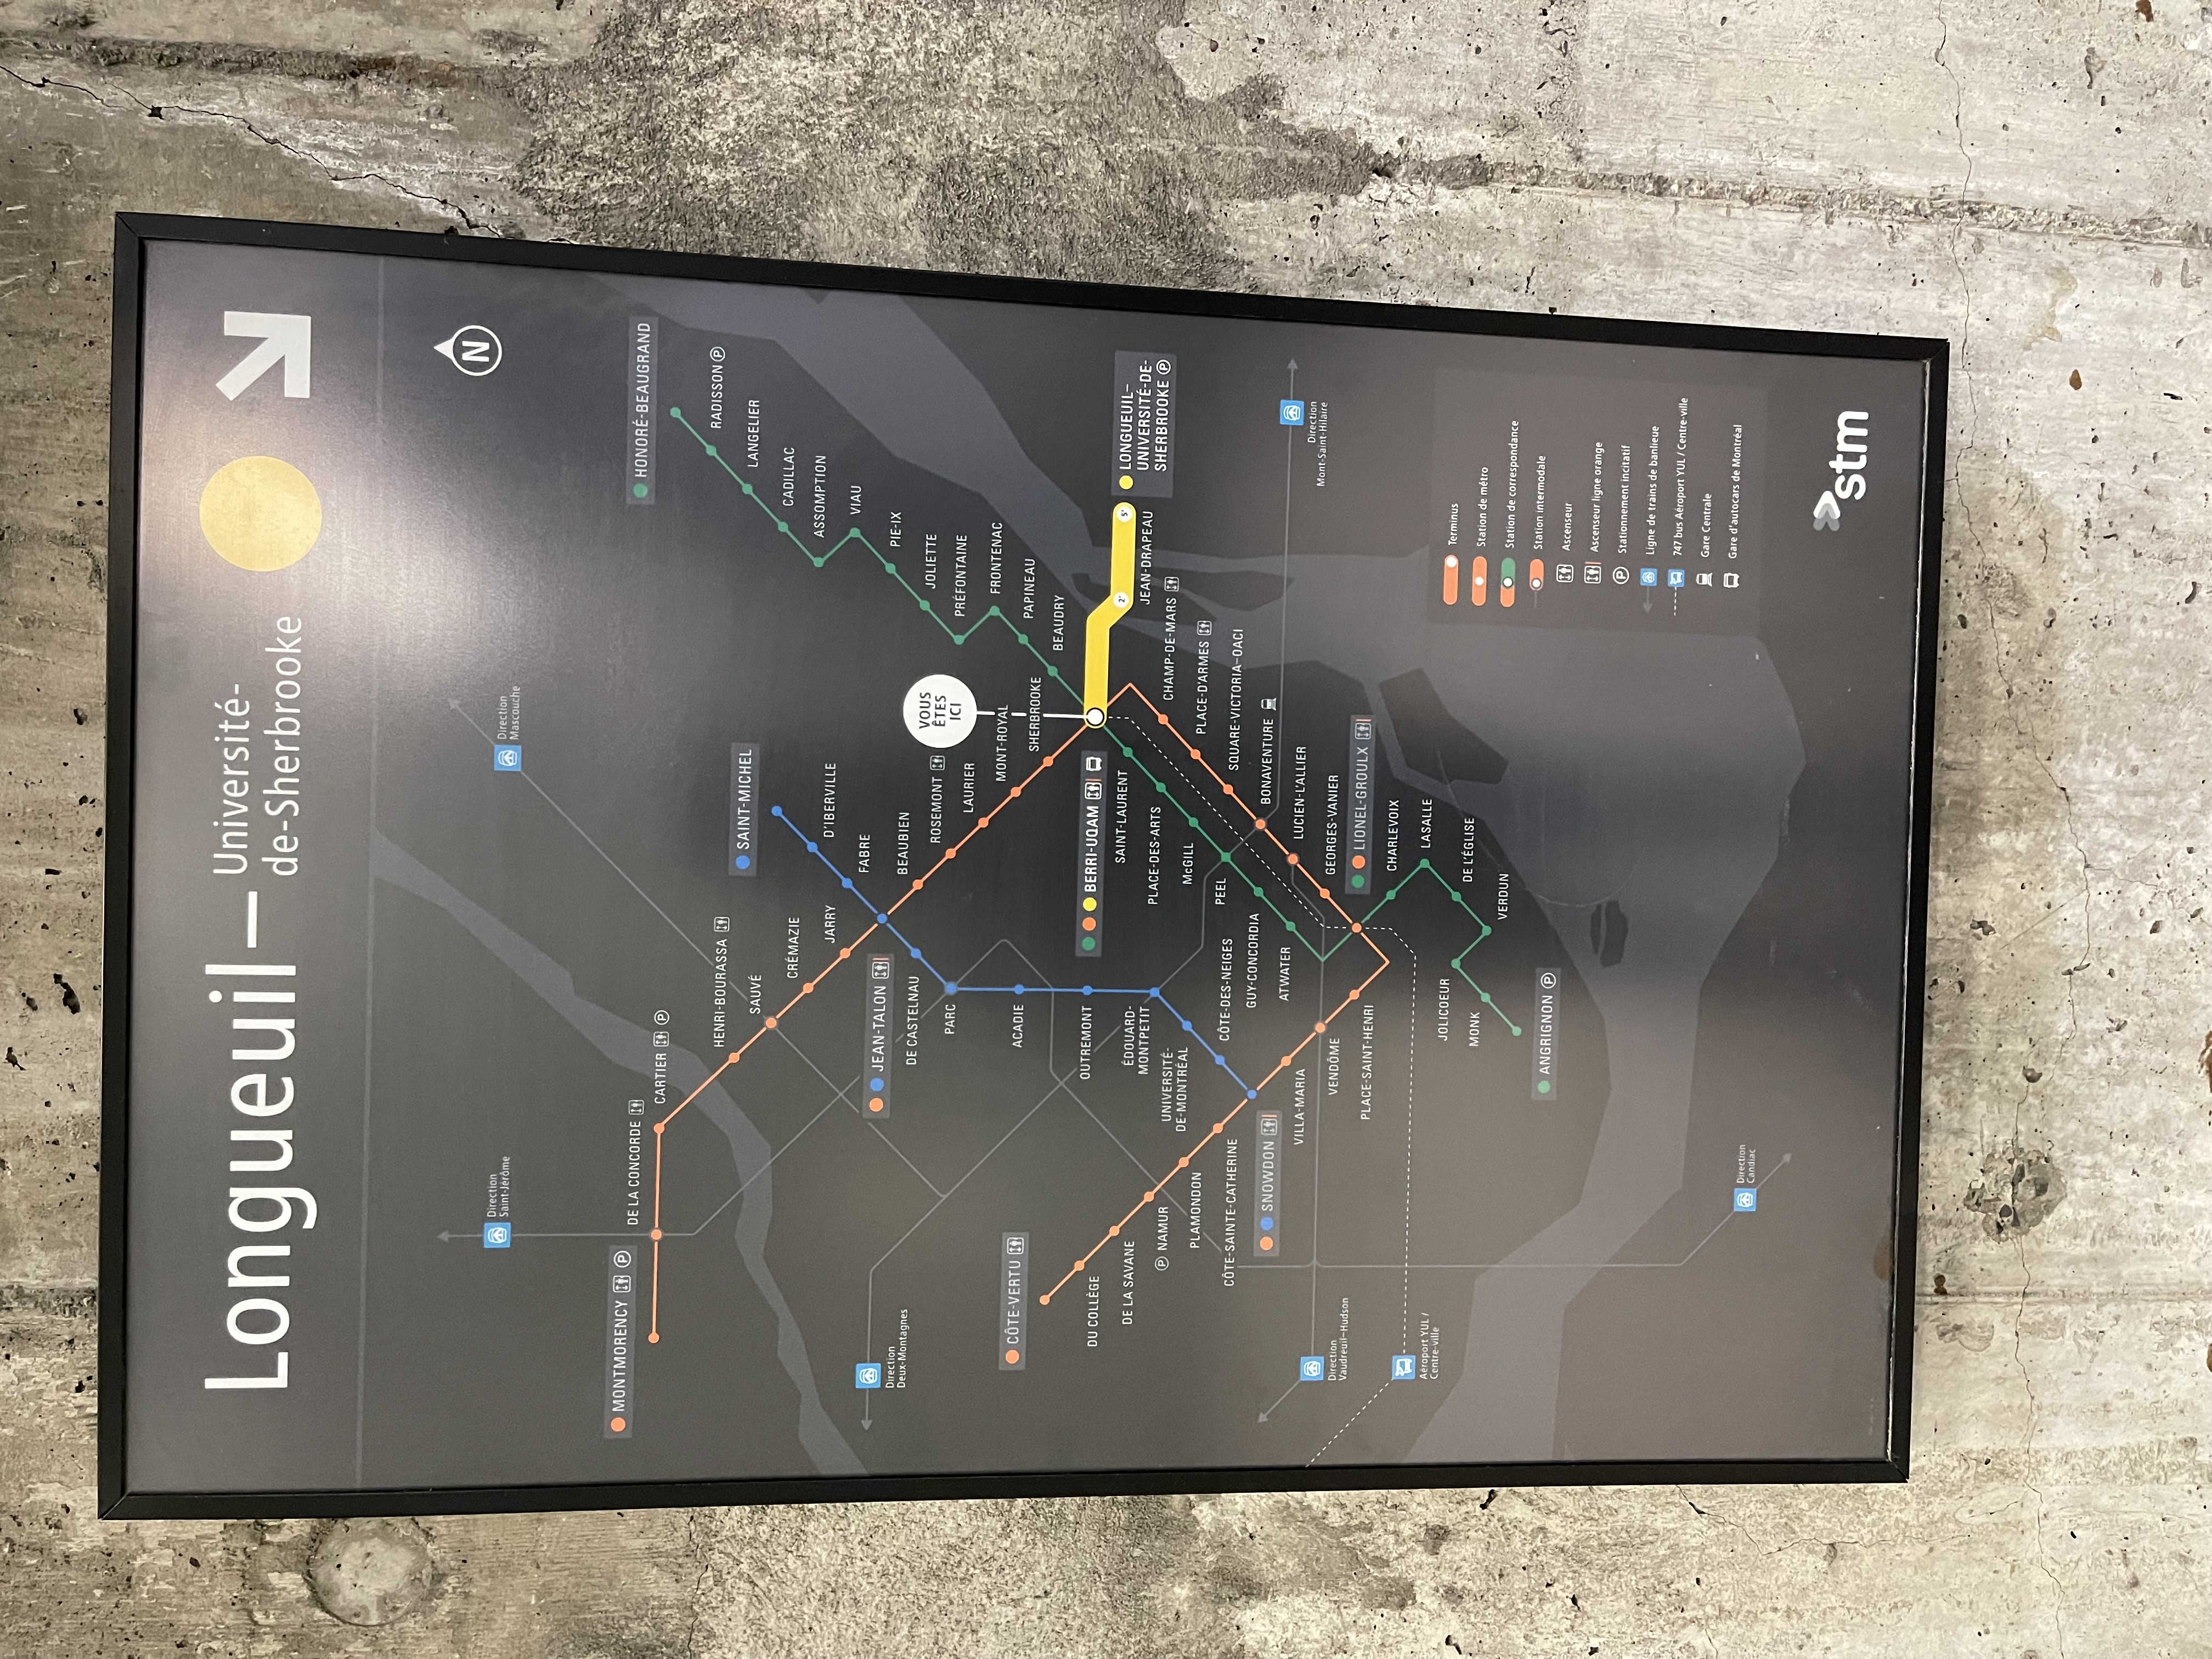 Longueuil—
Université-
de-Sherbrooke
N
Direction
Saint-Jérôme
Direction
Mascouche
MONTMORENCY P
DE LA CONCORDE
CARTIER P
HONORÉ-BEAUGRAND
RADISSON P
HENRI-BOURASSA
SAINT-MICHEL
SAUVÉ
LANGELIER
CRÉMAZIE
CADILLAC
JARRY
D'IBERVILLE
ASSOMPTION
FABRE
VIAU
Direction
Deux-Montagnes
JEAN-TALON
PIE-IX
BEAUBIEN
DE CASTELNAU
JOLIETTE
VOUS
ÊTES
ICI
ROSEMONT
PARC
PRÉFONTAINE
LAURIER
FRONTENAC
MONT-ROYAL
CÔTE-VERTU
ACADIE
PAPINEAU
SHERBROOKE
BEAUDRY
DU COLLÈGE
OUTREMONT
BERRI-UQAM
2'
5'
LONGUEUIL–
UNIVERSITÉ-DE-
SHERBROOKE P
JEAN-DRAPEAU
DE LA SAVANE
ÉDOUARD-
MONTPETIT
SAINT-LAURENT
P NAMUR
UNIVERSITÉ-
DE-MONTRÉAL
PLACE-DES-ARTS
CHAMP-DE-MARS
PLAMONDON
McGILL
PLACE-D'ARMES
CÔTE-SAINTE-CATHERINE
CÔTE-DES-NEIGES
PEEL
SQUARE-VICTORIA–OACI
GUY-CONCORDIA
SNOWDON
BONAVENTURE
ATWATER
VILLA-MARIA
LUCIEN-L'ALLIER
Direction
Mont-Saint-Hilaire
Direction
Vaudreuil–Hudson
VENDÔME
GEORGES-VANIER
PLACE-SAINT-HENRI
LIONEL-GROULX
CHARLEVOIX
Aéroport YUL /
Centre-ville
LASALLE
JOLICOEUR
DE L'ÉGLISE
MONK
VERDUN
ANGRIGNON P
Terminus
Station de métro
Station de correspondance
Station intermodale
Ascenseur
Ascenseur ligne orange
P Stationnement incitatif
Ligne de trains de banlieue
747 bus Aéroport YUL / Centre-ville
Gare Centrale
Gare d'autocars de Montréal
Direction
Candiac
stm